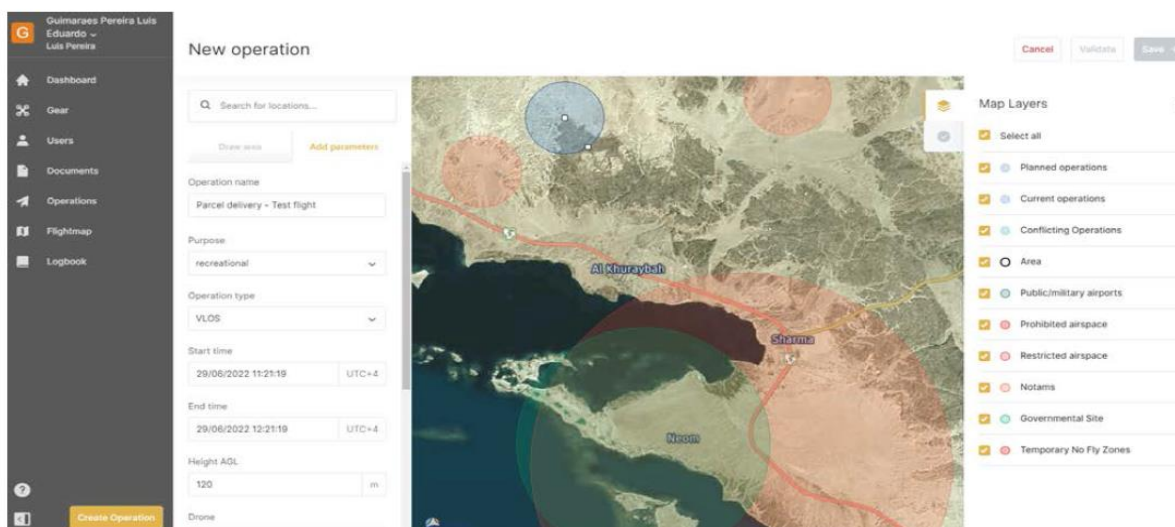 G
Guimaraes Pereira Luis
Eduardo
Luis Pereira
Dashboard
Gear
Users
Documents
Operations
Flightmap
Logbook
?
Create Operation
New operation
Cancel
Validate
Save
Search for locations...
Draw area
Add parameters
Operation name
Parcel delivery - Test flight
Purpose
recreational
Operation type
VLOS
Start time
29/06/2022 11:21:19 UTC+4
End time
29/06/2022 12:21:19 UTC+4
Height AGL
120 m
Drone
Al Khuraybah
Sharma
Neom
Map Layers
Select all
Planned operations
Current operations
Conflicting Operations
Area
Public/military airports
Prohibited airspace
Restricted airspace
Notams
Governmental Site
Temporary No Fly Zones